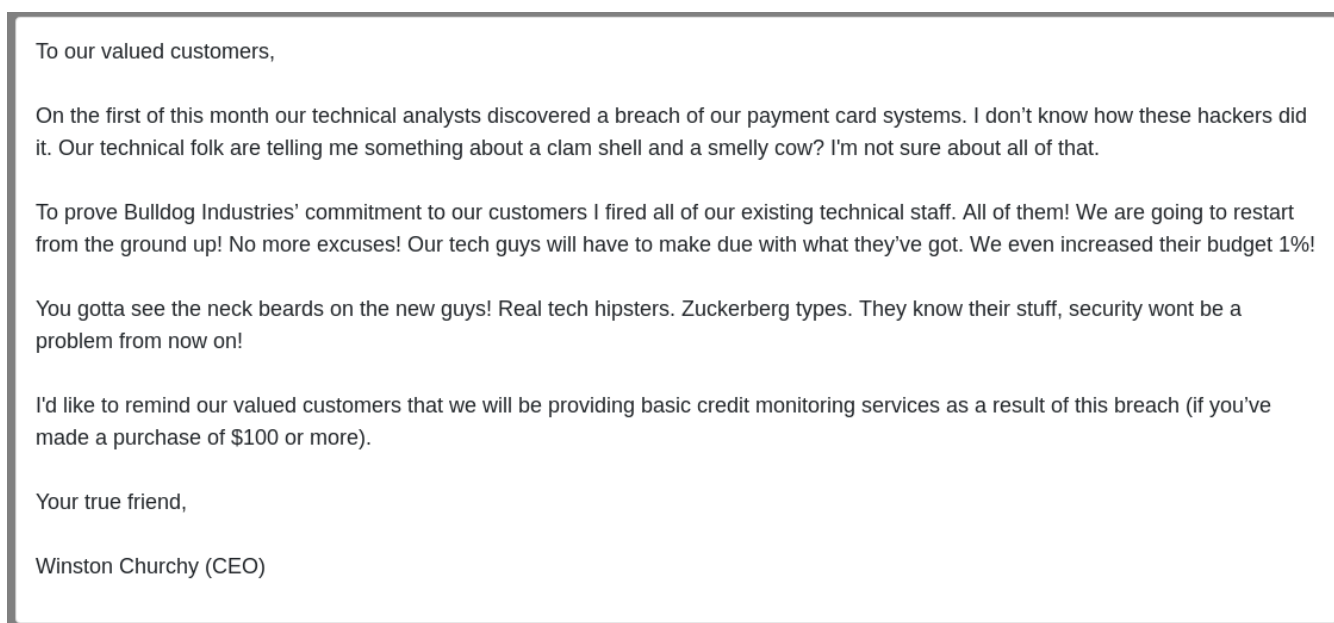 To our valued customers,
On the first of this month our technical analysts discovered a breach of our payment card systems. I don’t know how these hackers did
it. Our technical folk are telling me something about a clam shell and a smelly cow? I'm not sure about all of that.
To prove Bulldog Industries’ commitment to our customers I fired all of our existing technical staff. All of them! We are going to restart
from the ground up! No more excuses! Our tech guys will have to make due with what they’ve got. We even increased their budget 1%!
You gotta see the neck beards on the new guys! Real tech hipsters. Zuckerberg types. They know their stuff, security wont be a
problem from now on!
I'd like to remind our valued customers that we will be providing basic credit monitoring services as a result of this breach (if you’ve
made a purchase of $100 or more).
Your true friend,
Winston Churchy (CEO)